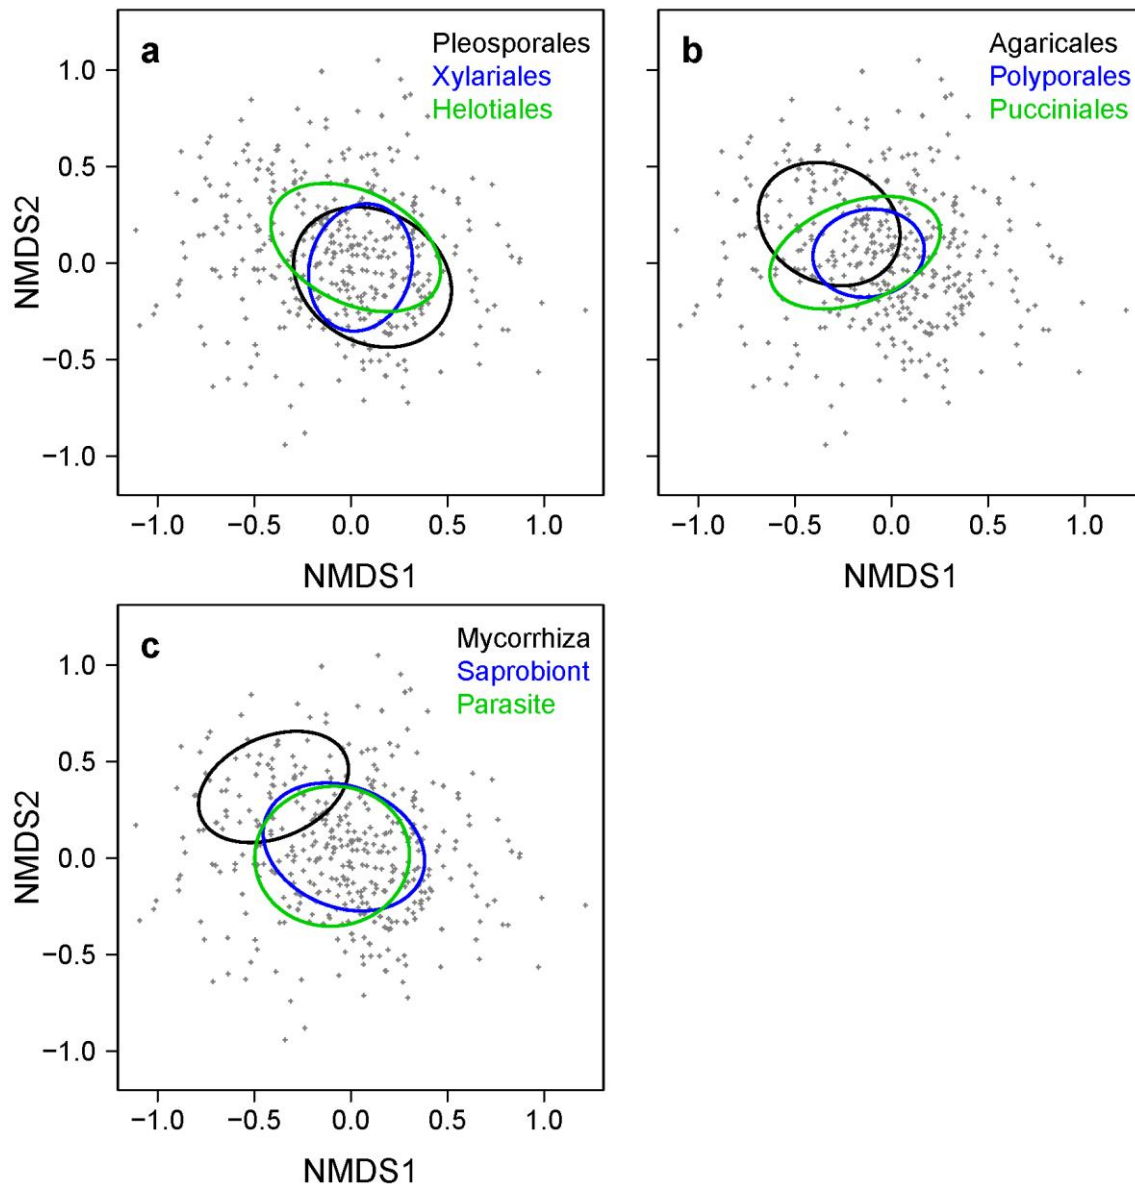 a
Pleosporales
Xylariales
Helotiales
1.0
0.5
0.0
−0.5
−1.0
NMDS2
−1.0 −0.5 0.0 0.5 1.0
NMDS1
b
Agaricales
Polyporales
Pucciniales
−1.0 −0.5 0.0 0.5 1.0
NMDS1
c
Mycorrhiza
Saprobiont
Parasite
1.0
0.5
0.0
−0.5
−1.0
NMDS2
−1.0 −0.5 0.0 0.5 1.0
NMDS1